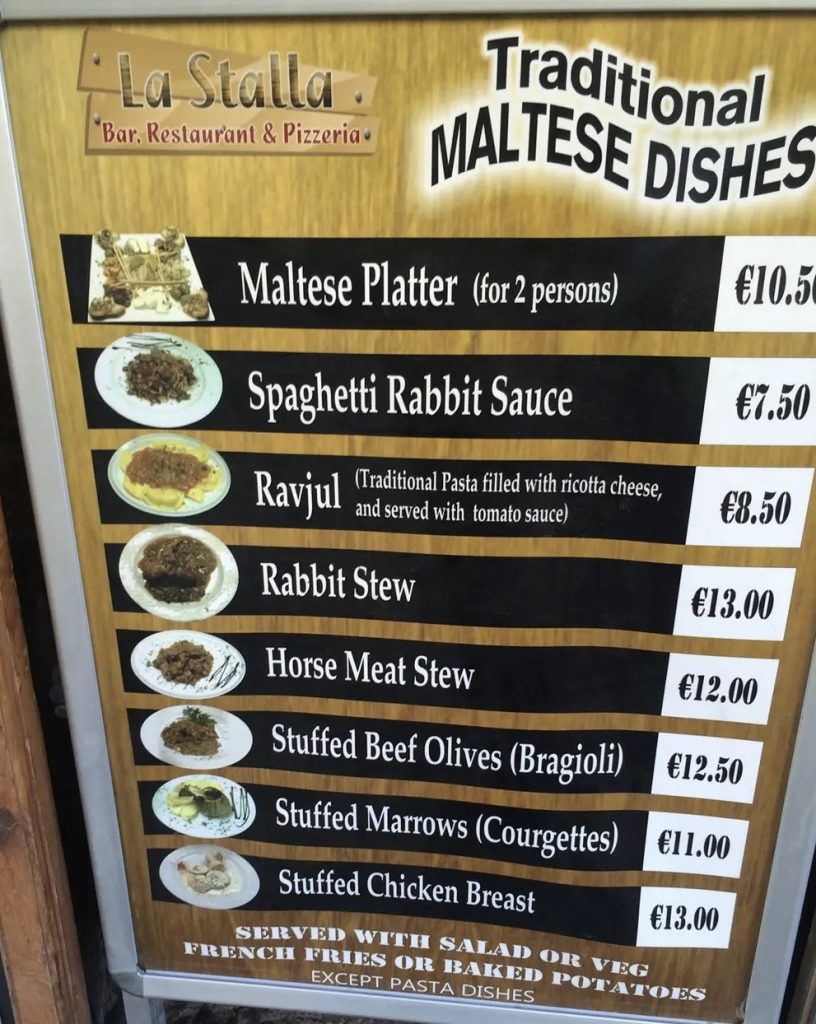 La Stalla
Bar, Restaurant & Pizzeria
Traditional
MALTESE DISHES
Maltese Platter (for 2 persons) €10.50
Spaghetti Rabbit Sauce €7.50
Ravjul (Traditional Pasta filled with ricotta cheese,
and served with tomato sauce) €8.50
Rabbit Stew €13.00
Horse Meat Stew €12.00
Stuffed Beef Olives (Bragioli) €12.50
Stuffed Marrows (Courgettes) €11.00
Stuffed Chicken Breast €13.00
SERVED WITH SALAD OR VEG
FRENCH FRIES OR BAKED POTATOES
EXCEPT PASTA DISHES